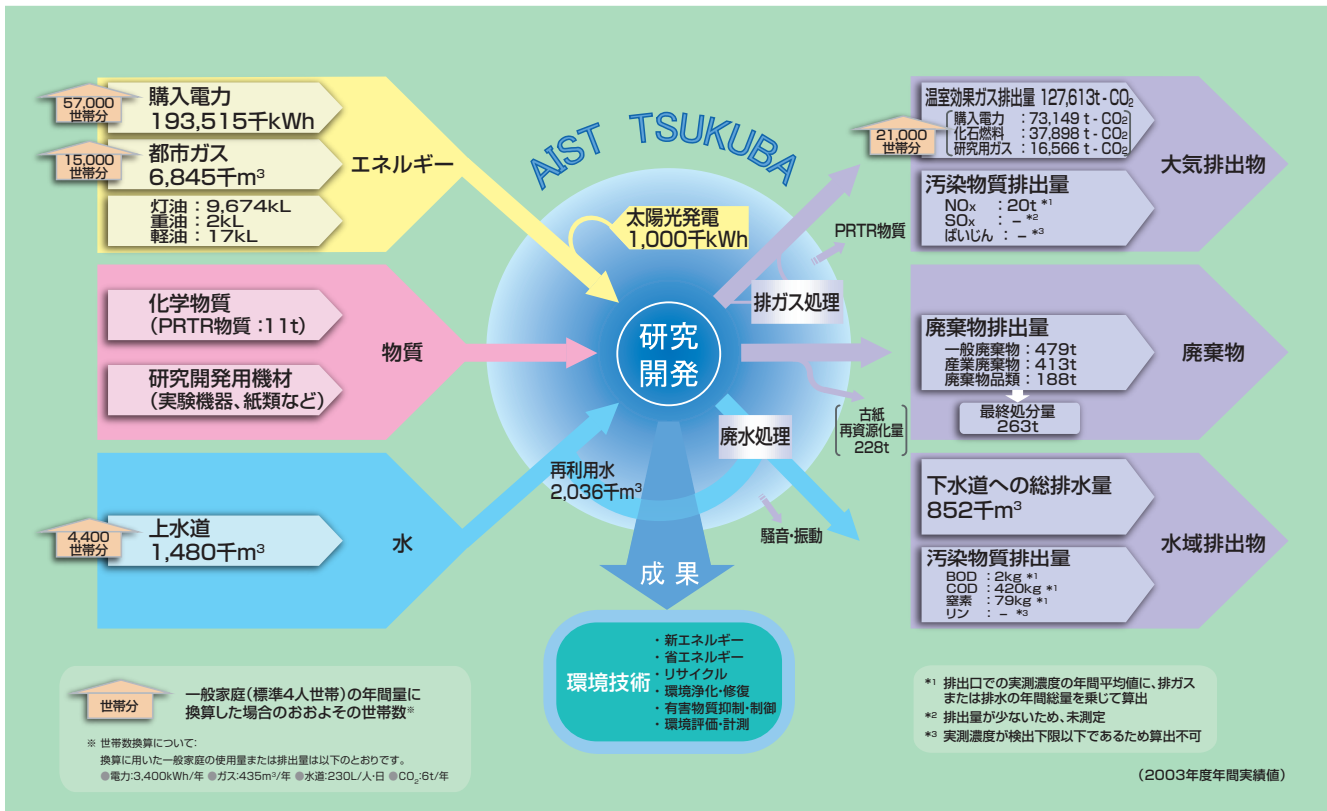 AIST TSUKUBA
57,000
世帯分
購入電力
193,515千kWh
15,000
世帯分
都市ガス
6,845千m³
灯油：9,674kL
重油：2kL
軽油：17kL
エネルギー
太陽光発電
1,000千kWh
化学物質
(PRTR物質：11t)
研究開発用機材
(実験機器、紙類など)
物質
4,400
世帯分
上水道
1,480千m³
水
研究
開発
再利用水
2,036千m³
排ガス処理
PRTR物質
廃水処理
古紙
再資源化量
228t
騒音・振動
成果
環境技術
・新エネルギー
・省エネルギー
・リサイクル
・環境浄化・修復
・有害物質抑制・制御
・環境評価・計測
21,000
世帯分
温室効果ガス排出量 127,613t-CO₂
購入電力 ：73,149 t-CO₂
化石燃料 ：37,898 t-CO₂
研究用ガス：16,566 t-CO₂
汚染物質排出量
NOx ：20t *1
SOx ：－ *2
ばいじん ：－ *3
大気排出物
廃棄物排出量
一般廃棄物：479t
産業廃棄物：413t
廃棄物品類：188t
最終処分量
263t
廃棄物
下水道への総排水量
852千m³
汚染物質排出量
BOD ：2kg *1
COD ：420kg *1
窒素 ：79kg *1
リン ：－ *3
水域排出物
世帯分
一般家庭(標準4人世帯)の年間量に
換算した場合のおおよその世帯数※
※ 世帯数換算について：
換算に用いた一般家庭の使用量または排出量は以下のとおりです。
●電力:3,400kWh/年 ●ガス:435m³/年 ●水道:230L/人・日 ●CO₂:6t/年
*1 排出口での実測濃度の年間平均値に、排ガス
または排水の年間総量を乗じて算出
*2 排出量が少ないため、未測定
*3 実測濃度が検出下限以下であるため算出不可
(2003年度年間実績値)